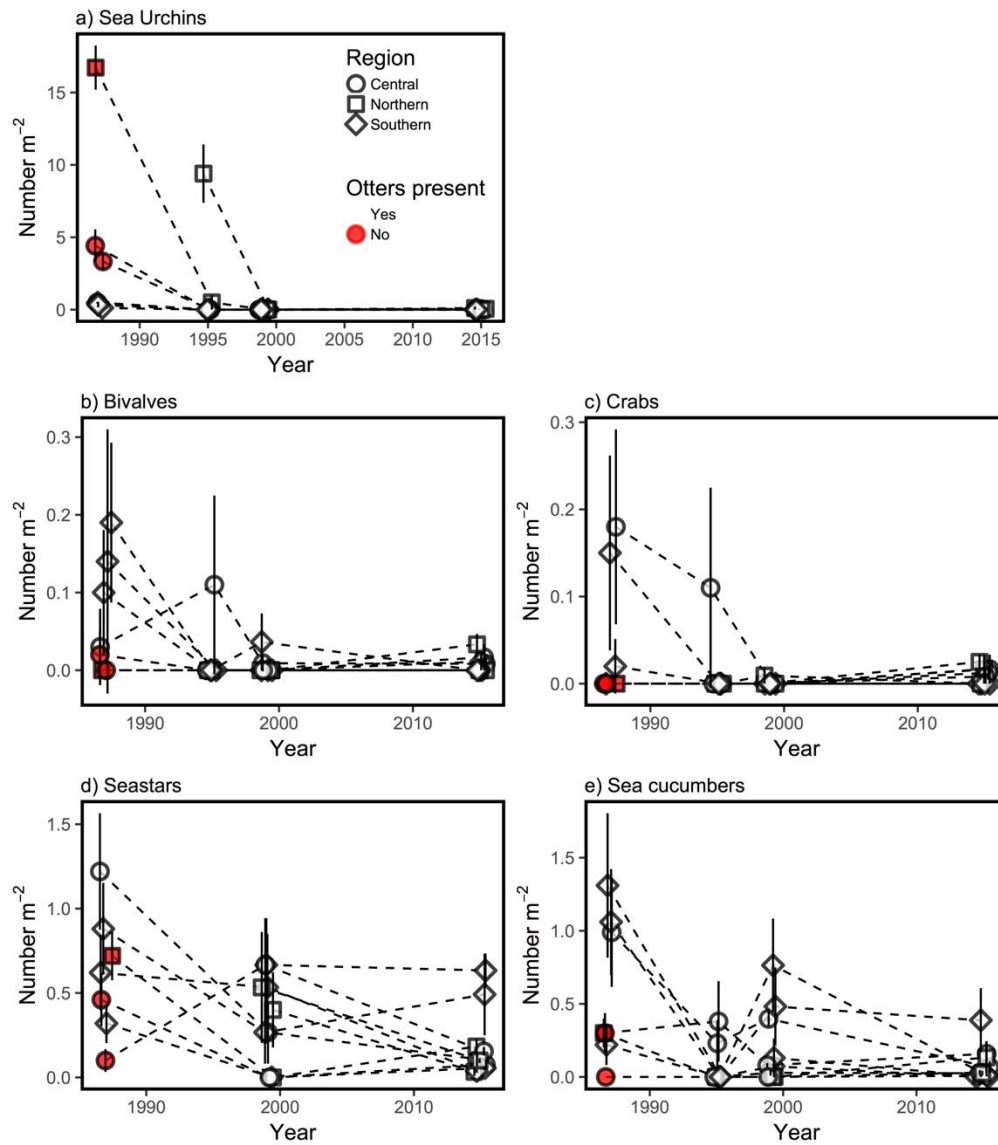 a) Sea Urchins
Number m⁻²
15
10
5
0
1990 1995 2000 2005 2010 2015
Year
Region
Central
Northern
Southern
Otters present
Yes
No
b) Bivalves
Number m⁻²
0.3
0.2
0.1
0.0
1990 2000 2010
Year
c) Crabs
Number m⁻²
0.3
0.2
0.1
0.0
1990 2000 2010
Year
d) Seastars
Number m⁻²
1.5
1.0
0.5
0.0
1990 2000 2010
Year
e) Sea cucumbers
Number m⁻²
1.5
1.0
0.5
0.0
1990 2000 2010
Year